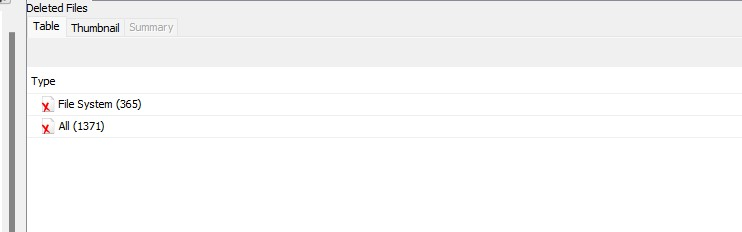 Deleted Files
Table Thumbnail Summary
Type
File System (365)
All (1371)